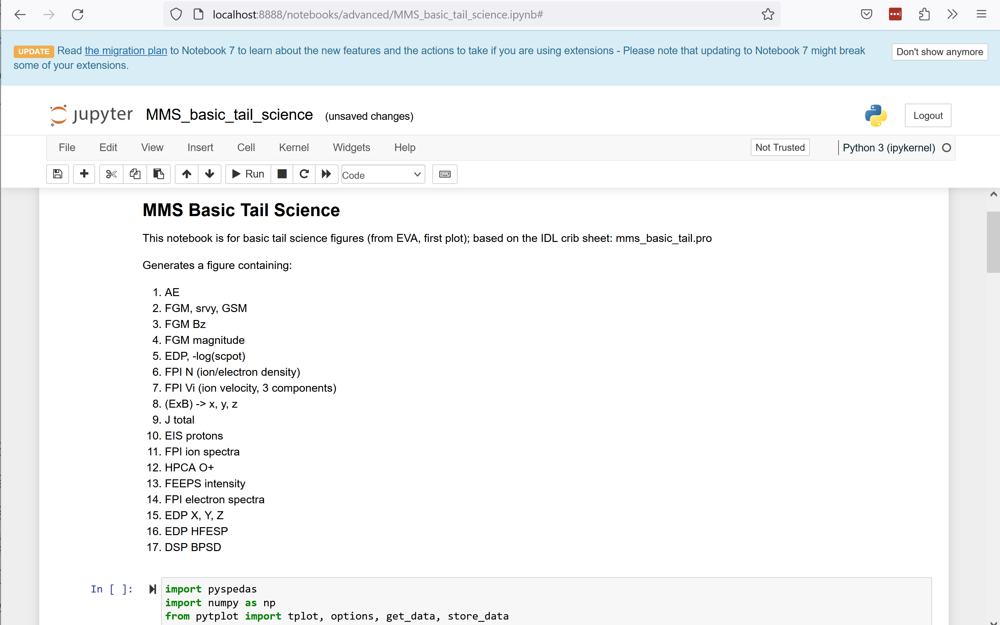 localhost:8888/notebooks/advanced/MMS_basic_tail_science.ipynb#
UPDATE Read the migration plan to Notebook 7 to learn about the new features and the actions to take if you are using extensions - Please note that updating to Notebook 7 might break
some of your extensions.
Don't show anymore
jupyter MMS_basic_tail_science (unsaved changes)
Logout
File Edit View Insert Cell Kernel Widgets Help
Not Trusted
Python 3 (ipykernel)
Run
Code
MMS Basic Tail Science
This notebook is for basic tail science figures (from EVA, first plot); based on the IDL crib sheet: mms_basic_tail.pro
Generates a figure containing:
1. AE
2. FGM, srvy, GSM
3. FGM Bz
4. FGM magnitude
5. EDP, -log(scpot)
6. FPI N (ion/electron density)
7. FPI Vi (ion velocity, 3 components)
8. (ExB) -> x, y, z
9. J total
10. EIS protons
11. FPI ion spectra
12. HPCA O+
13. FEEPS intensity
14. FPI electron spectra
15. EDP X, Y, Z
16. EDP HFESP
17. DSP BPSD
In [ ]:
import pyspedas
import numpy as np
from pytplot import tplot, options, get_data, store_data